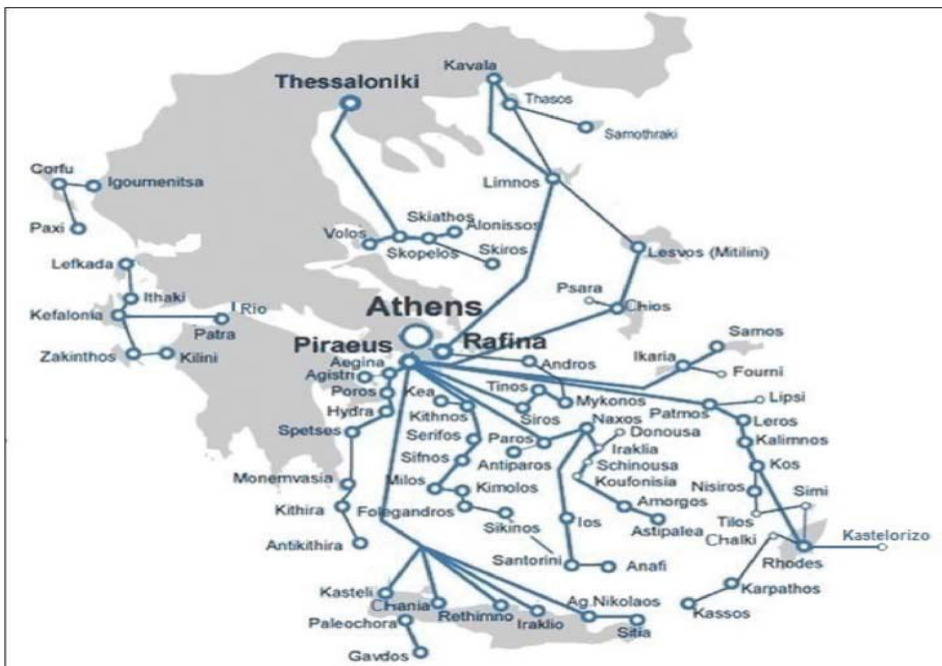 Kavala
Thessaloniki
Thasos
Samothraki
Corfu
Igoumenitsa
Limnos
Paxi
Skiathos
Alonissos
Volos
Skopelos
Skiros
Lesvos (Mitilini)
Lefkada
Psara
Ithaki
Chios
Rio
Kefalonia
Patra
Athens
Samos
Zakinthos
Kilini
Piraeus
Rafina
Ikaria
Aegina
Andros
Fourni
Agistri
Tinos
Poros
Kea
Mykonos
Lipsi
Hydra
Kithnos
Siros
Naxos
Patmos
Leros
Spetses
Serifos
Paros
Donousa
Kalimnos
Sifnos
Antiparos
Iraklia
Schinousa
Kos
Monemvasia
Milos
Kimolos
Koufonisia
Nisiros
Simi
Kithira
Folegandros
Amorgos
Sikinos
Ios
Astipalea
Tilos
Antikithira
Chalki
Kastelorizo
Santorini
Anafi
Rhodes
Kasteli
Karpathos
Chania
Ag.Nikolaos
Kassos
Paleochora
Rethimno
Iraklio
Sitia
Gavdos